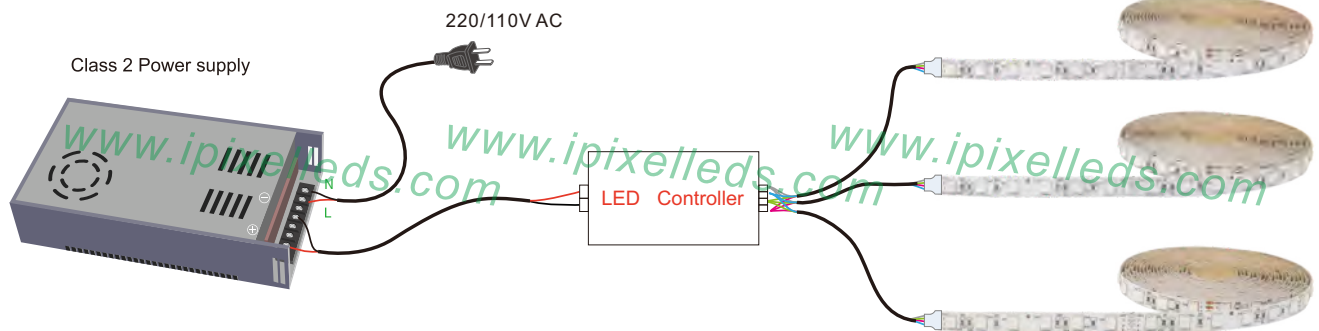 220/110V AC
Class 2 Power supply
www.ipixelleds.com
www.ipixelleds.com
www.ipixelleds.com
N
L
⊖
⊕
LED Controller